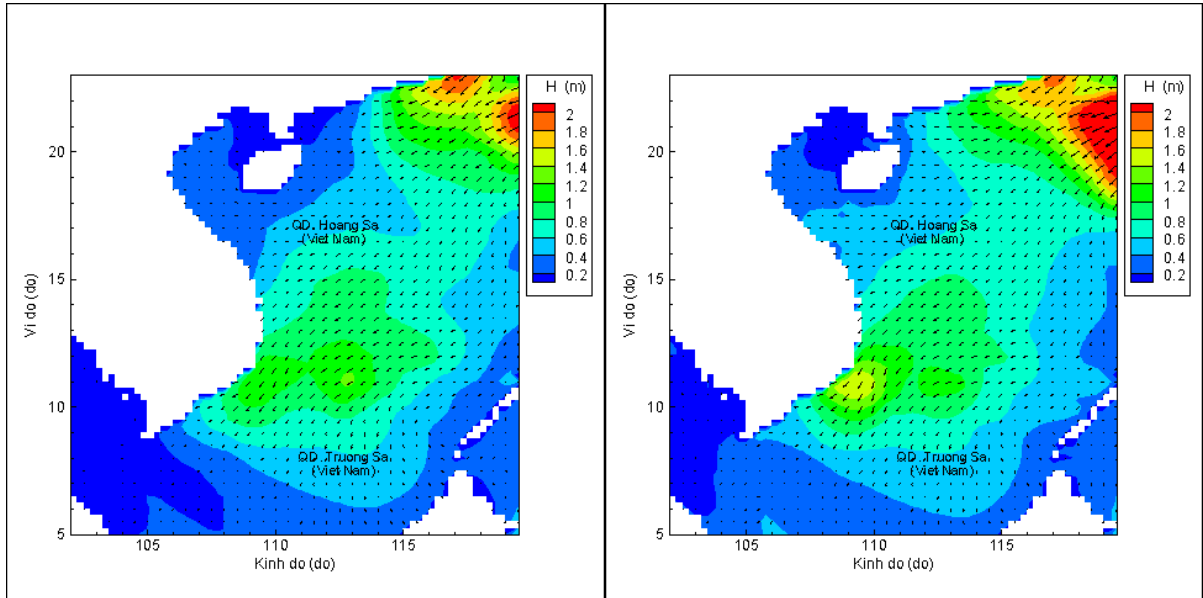 H (m)
2
1.8
1.6
1.4
1.2
1
0.8
0.6
0.4
0.2
20
15
10
5
Vi do (do)
QD. Hoang Sa
(Viet Nam)
QD. Truong Sa
(Viet Nam)
105
110
115
Kinh do (do)
H (m)
2
1.8
1.6
1.4
1.2
1
0.8
0.6
0.4
0.2
20
15
10
5
Vi do (do)
QD. Hoang Sa
(Viet Nam)
QD. Truong Sa
(Viet Nam)
105
110
115
Kinh do (do)